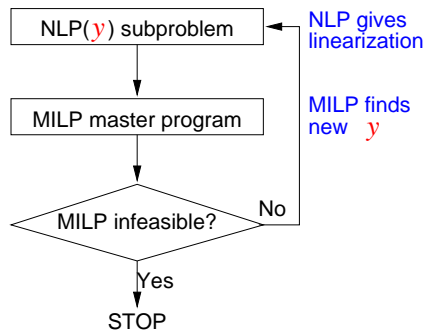 NLP(y) subproblem
NLP gives
linearization
MILP master program
MILP finds
new y
MILP infeasible?
No
Yes
STOP